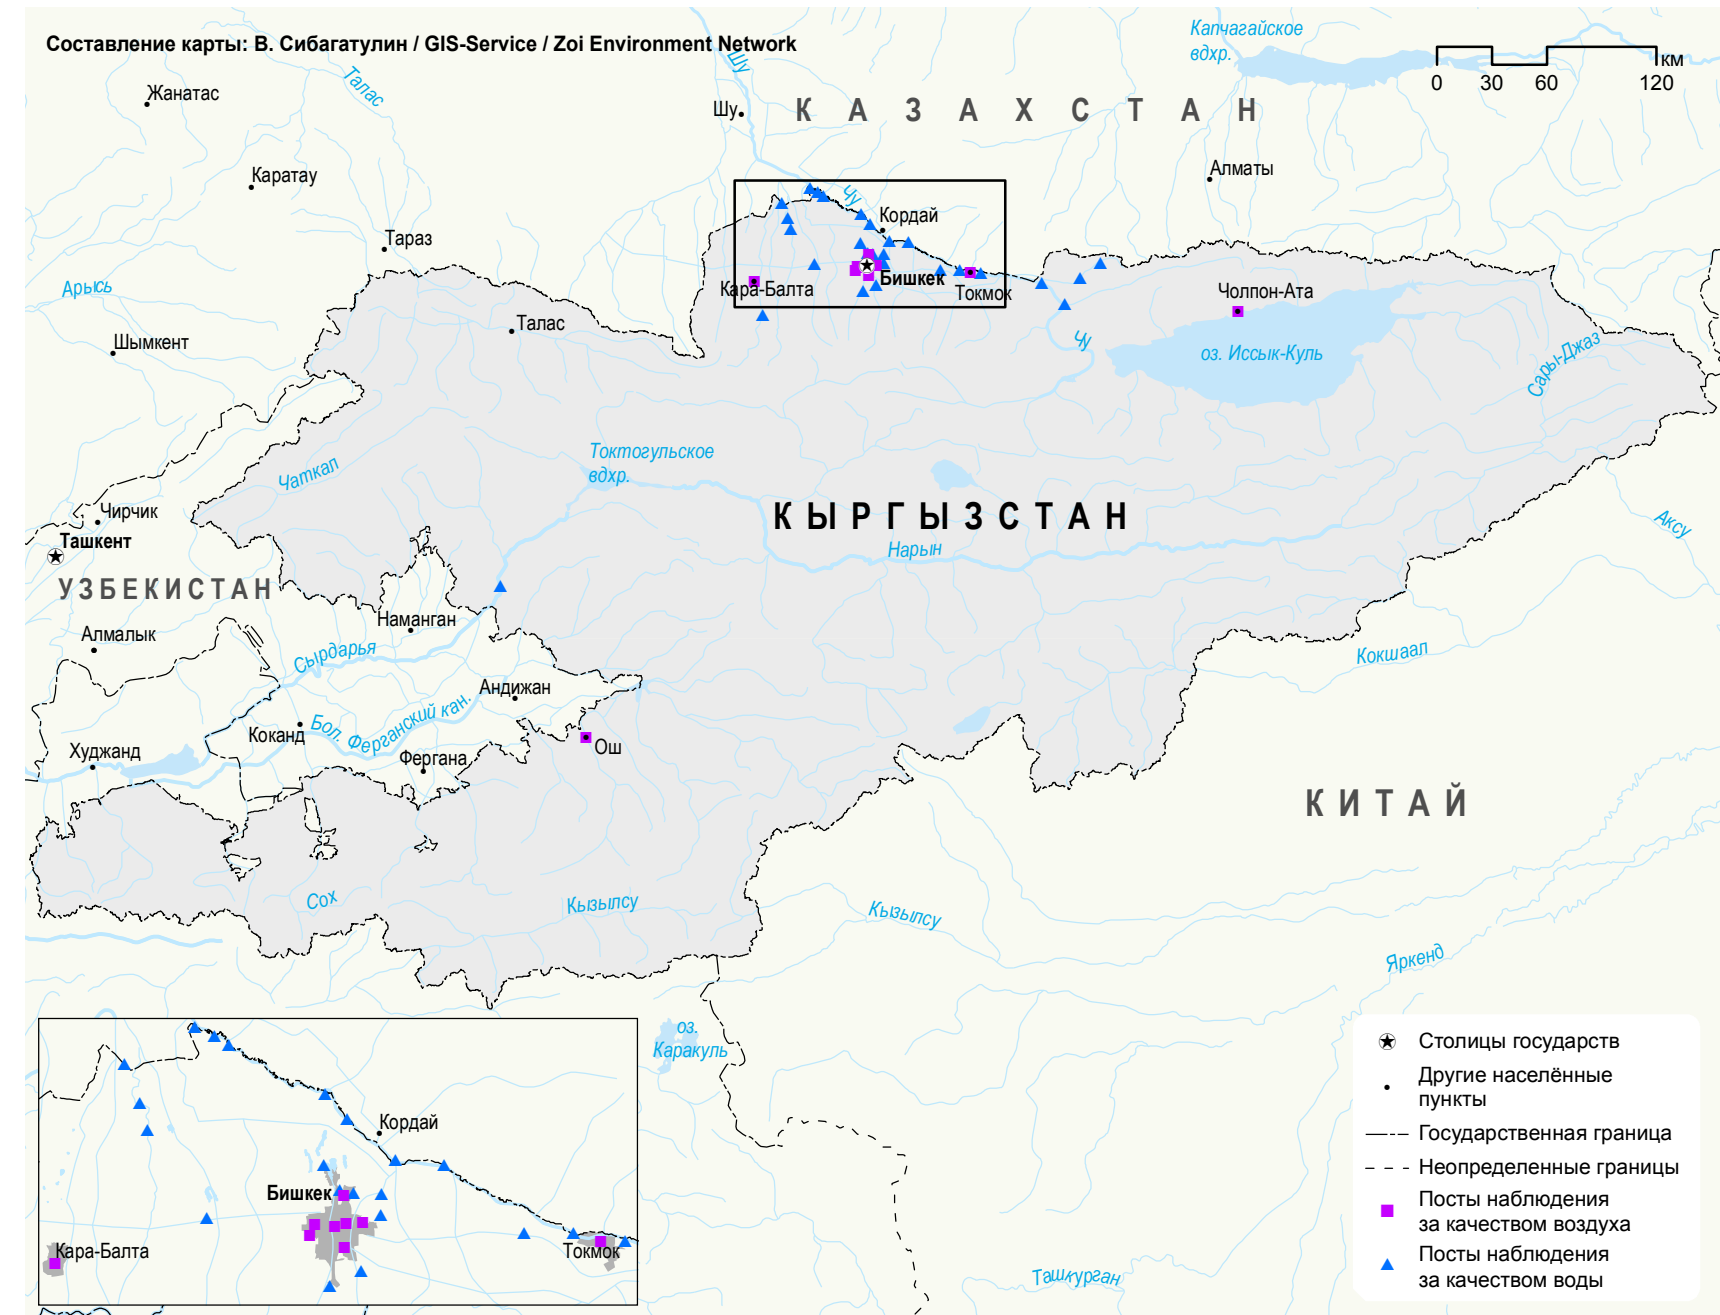 Составление карты: В. Сибагатулин / GIS-Service / Zoi Environment Network
Капчагайское
вдхр.
км
0 30 60 120
Шу
Талас
Жанатас
Шу
КАЗАХСТАН
Каратау
Алматы
Чу
Кордай
Тараз
Арысь
Бишкек
Кара-Балта
Токмок
Чолпон-Ата
Талас
Шымкент
Чу
оз. Иссык-Куль
Сары-Джаз
Токтогульское
вдхр.
Чаткал
Чирчик
Ташкент
КЫРГЫЗСТАН
Нарын
Аксу
УЗБЕКИСТАН
Наманган
Алмалык
Сырдарья
Кокшаал
Андижан
Бол. Ферганский кан.
Коканд
Ош
Худжанд
Фергана
КИТАЙ
Сох
Кызылсу
Кызылсу
Яркенд
оз.
Каракуль
Ташкурган
Кордай
Бишкек
Кара-Балта
Токмок
Столицы государств
Другие населённые
пункты
Государственная граница
Неопределенные границы
Посты наблюдения
за качеством воздуха
Посты наблюдения
за качеством воды